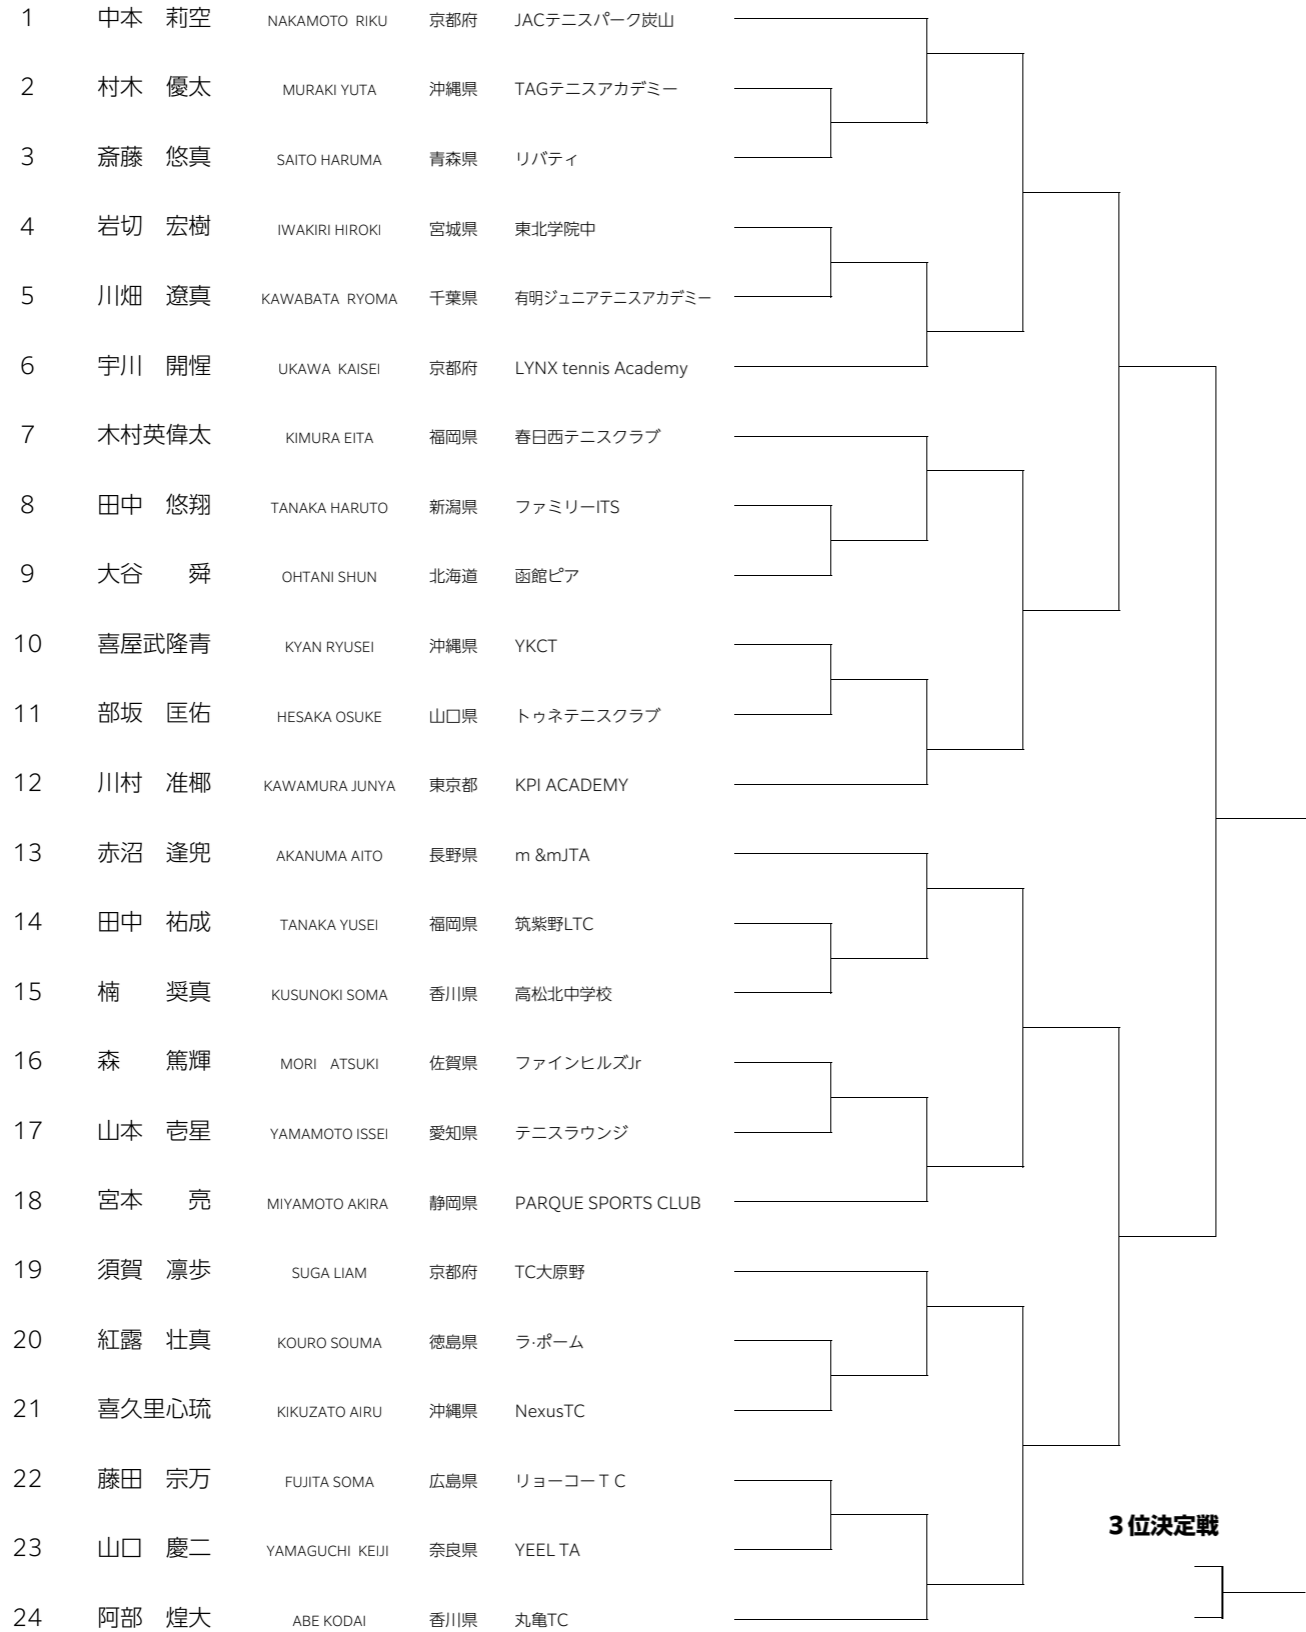 1 中本　莉空 NAKAMOTO RIKU 京都府 JACテニスパーク炭山
2 村木　優太 MURAKI YUTA 沖縄県 TAGテニスアカデミー
3 斎藤　悠真 SAITO HARUMA 青森県 リバティ
4 岩切　宏樹 IWAKIRI HIROKI 宮城県 東北学院中
5 川畑　遼真 KAWABATA RYOMA 千葉県 有明ジュニアテニスアカデミー
6 宇川　開惺 UKAWA KAISEI 京都府 LYNX tennis Academy
7 木村英偉太 KIMURA EITA 福岡県 春日西テニスクラブ
8 田中　悠翔 TANAKA HARUTO 新潟県 ファミリーITS
9 大谷　　舜 OHTANI SHUN 北海道 函館ピア
10 喜屋武隆青 KYAN RYUSEI 沖縄県 YKCT
11 部坂　匡佑 HESAKA OSUKE 山口県 トゥネテニスクラブ
12 川村　准椰 KAWAMURA JUNYA 東京都 KPI ACADEMY
13 赤沼　逢兜 AKANUMA AITO 長野県 m &mJTA
14 田中　祐成 TANAKA YUSEI 福岡県 筑紫野LTC
15 楠　　奨真 KUSUNOKI SOMA 香川県 高松北中学校
16 森　　篤輝 MORI ATSUKI 佐賀県 ファインヒルズJr
17 山本　壱星 YAMAMOTO ISSEI 愛知県 テニスラウンジ
18 宮本　　亮 MIYAMOTO AKIRA 静岡県 PARQUE SPORTS CLUB
19 須賀　凛歩 SUGA LIAM 京都府 TC大原野
20 紅露　壮真 KOURO SOUMA 徳島県 ラ·ポーム
21 喜久里心琉 KIKUZATO AIRU 沖縄県 NexusTC
22 藤田　宗万 FUJITA SOMA 広島県 リョーコーＴＣ
23 山口　慶二 YAMAGUCHI KEIJI 奈良県 YEEL TA
３位決定戦
24 阿部　煌大 ABE KODAI 香川県 丸亀TC